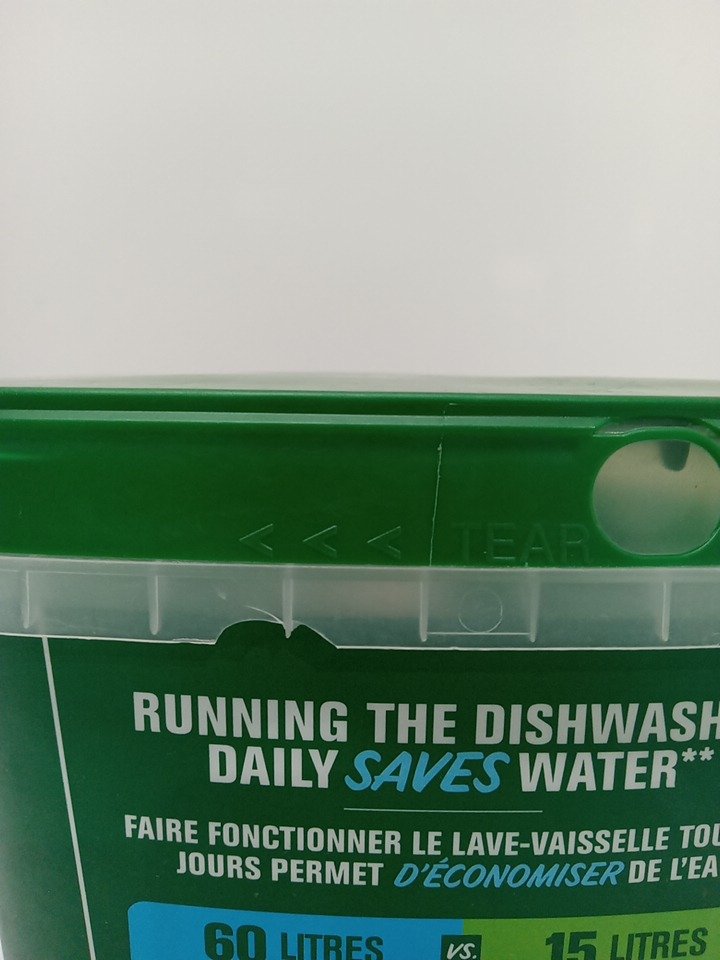 <<< TEAR
RUNNING THE DISHWASH
DAILY SAVES WATER**
FAIRE FONCTIONNER LE LAVE-VAISSELLE TOU
JOURS PERMET D'ÉCONOMISER DE L'EA
60 LITRES VS. 15 LITRES